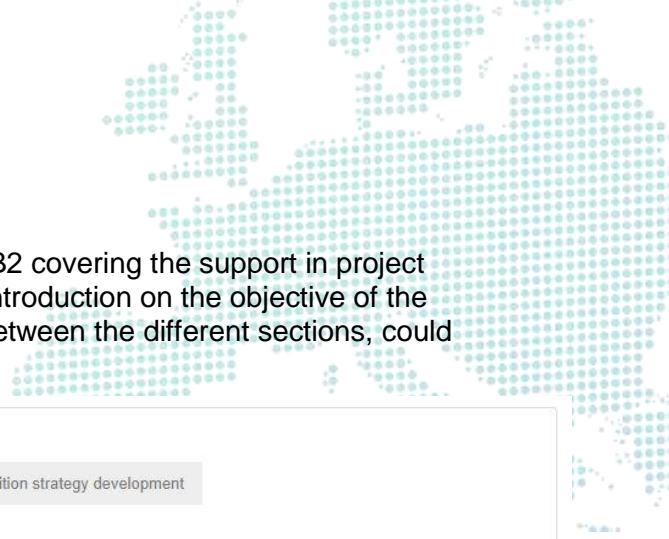 32 covering the support in project
ntroduction on the objective of the
etween the different sections, could
ition strategy development